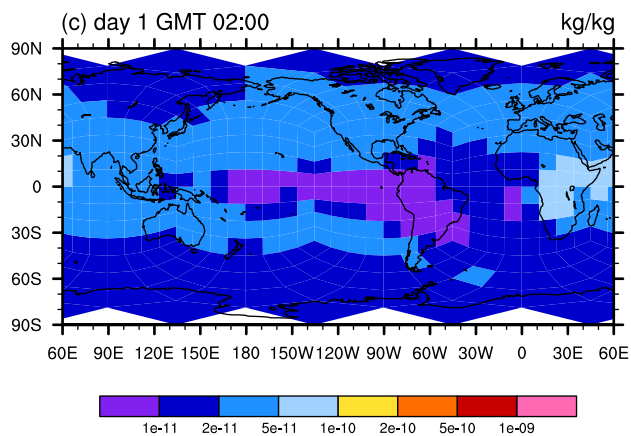 (c) day 1 GMT 02:00 kg/kg
90N
60N
30N
0
30S
60S
90S
60E 90E 120E 150E 180 150W 120W 90W 60W 30W 0 30E 60E
1e-11 2e-11 5e-11 1e-10 2e-10 5e-10 1e-09